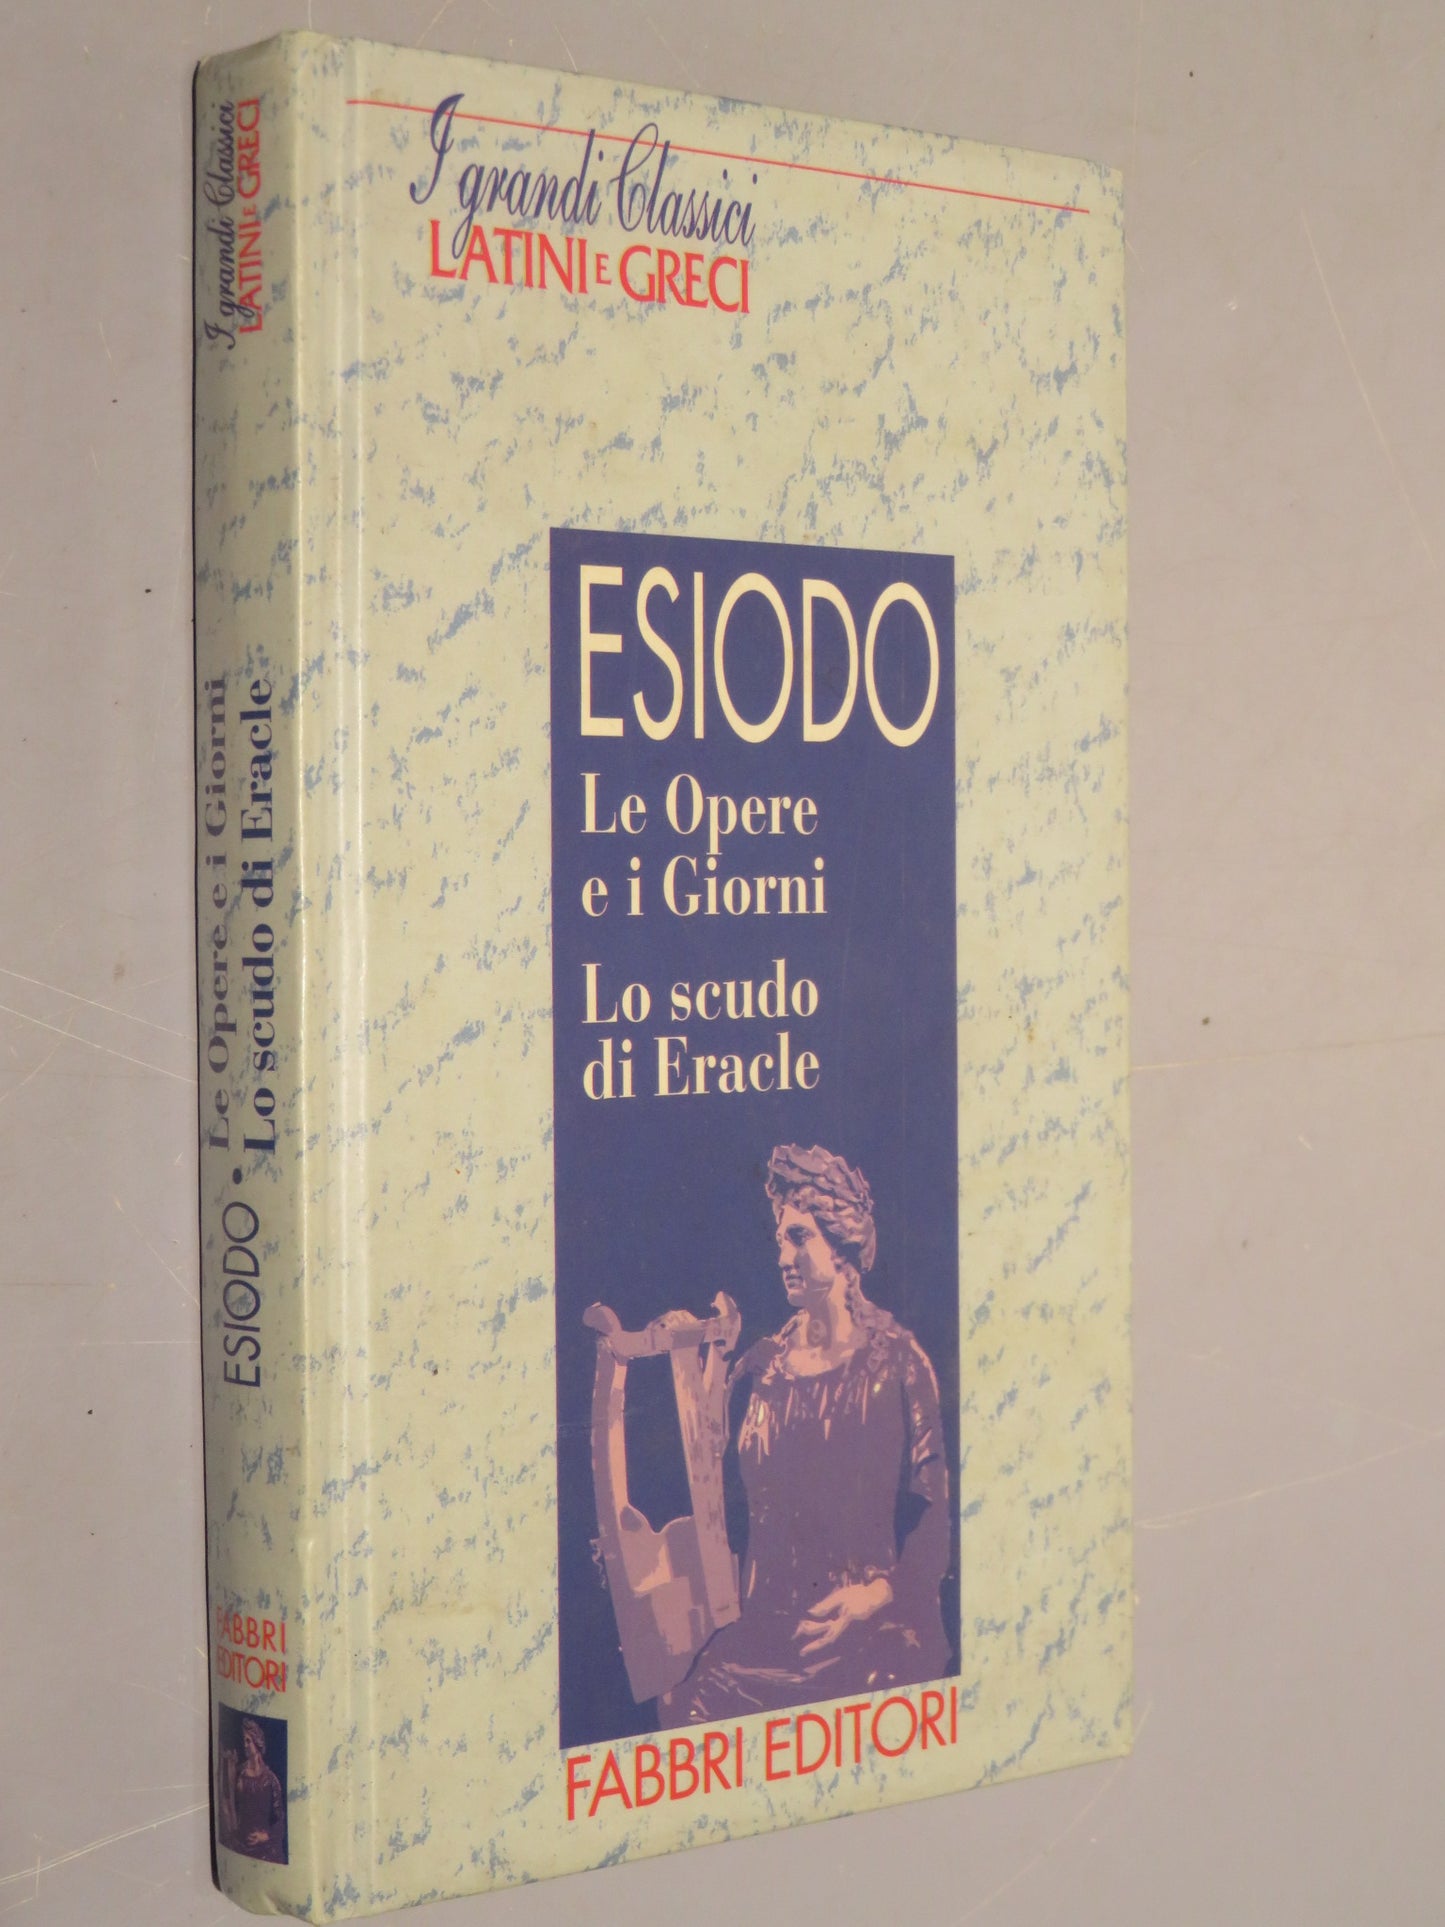 I grandi Classici
LATINI E GRECI
ESIODO
Le Opere
e i Giorni
Lo scudo
di Eracle
FABBRI EDITORI
I grandi Classici
LATINI E GRECI
ESIODO • Le Opere e i Giorni
Lo scudo di Eracle
FABBRI
EDITORI